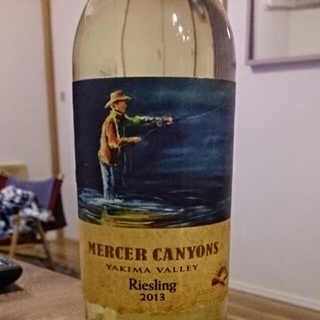 MERCER CANYONS
YAKIMA VALLEY
Riesling
2013